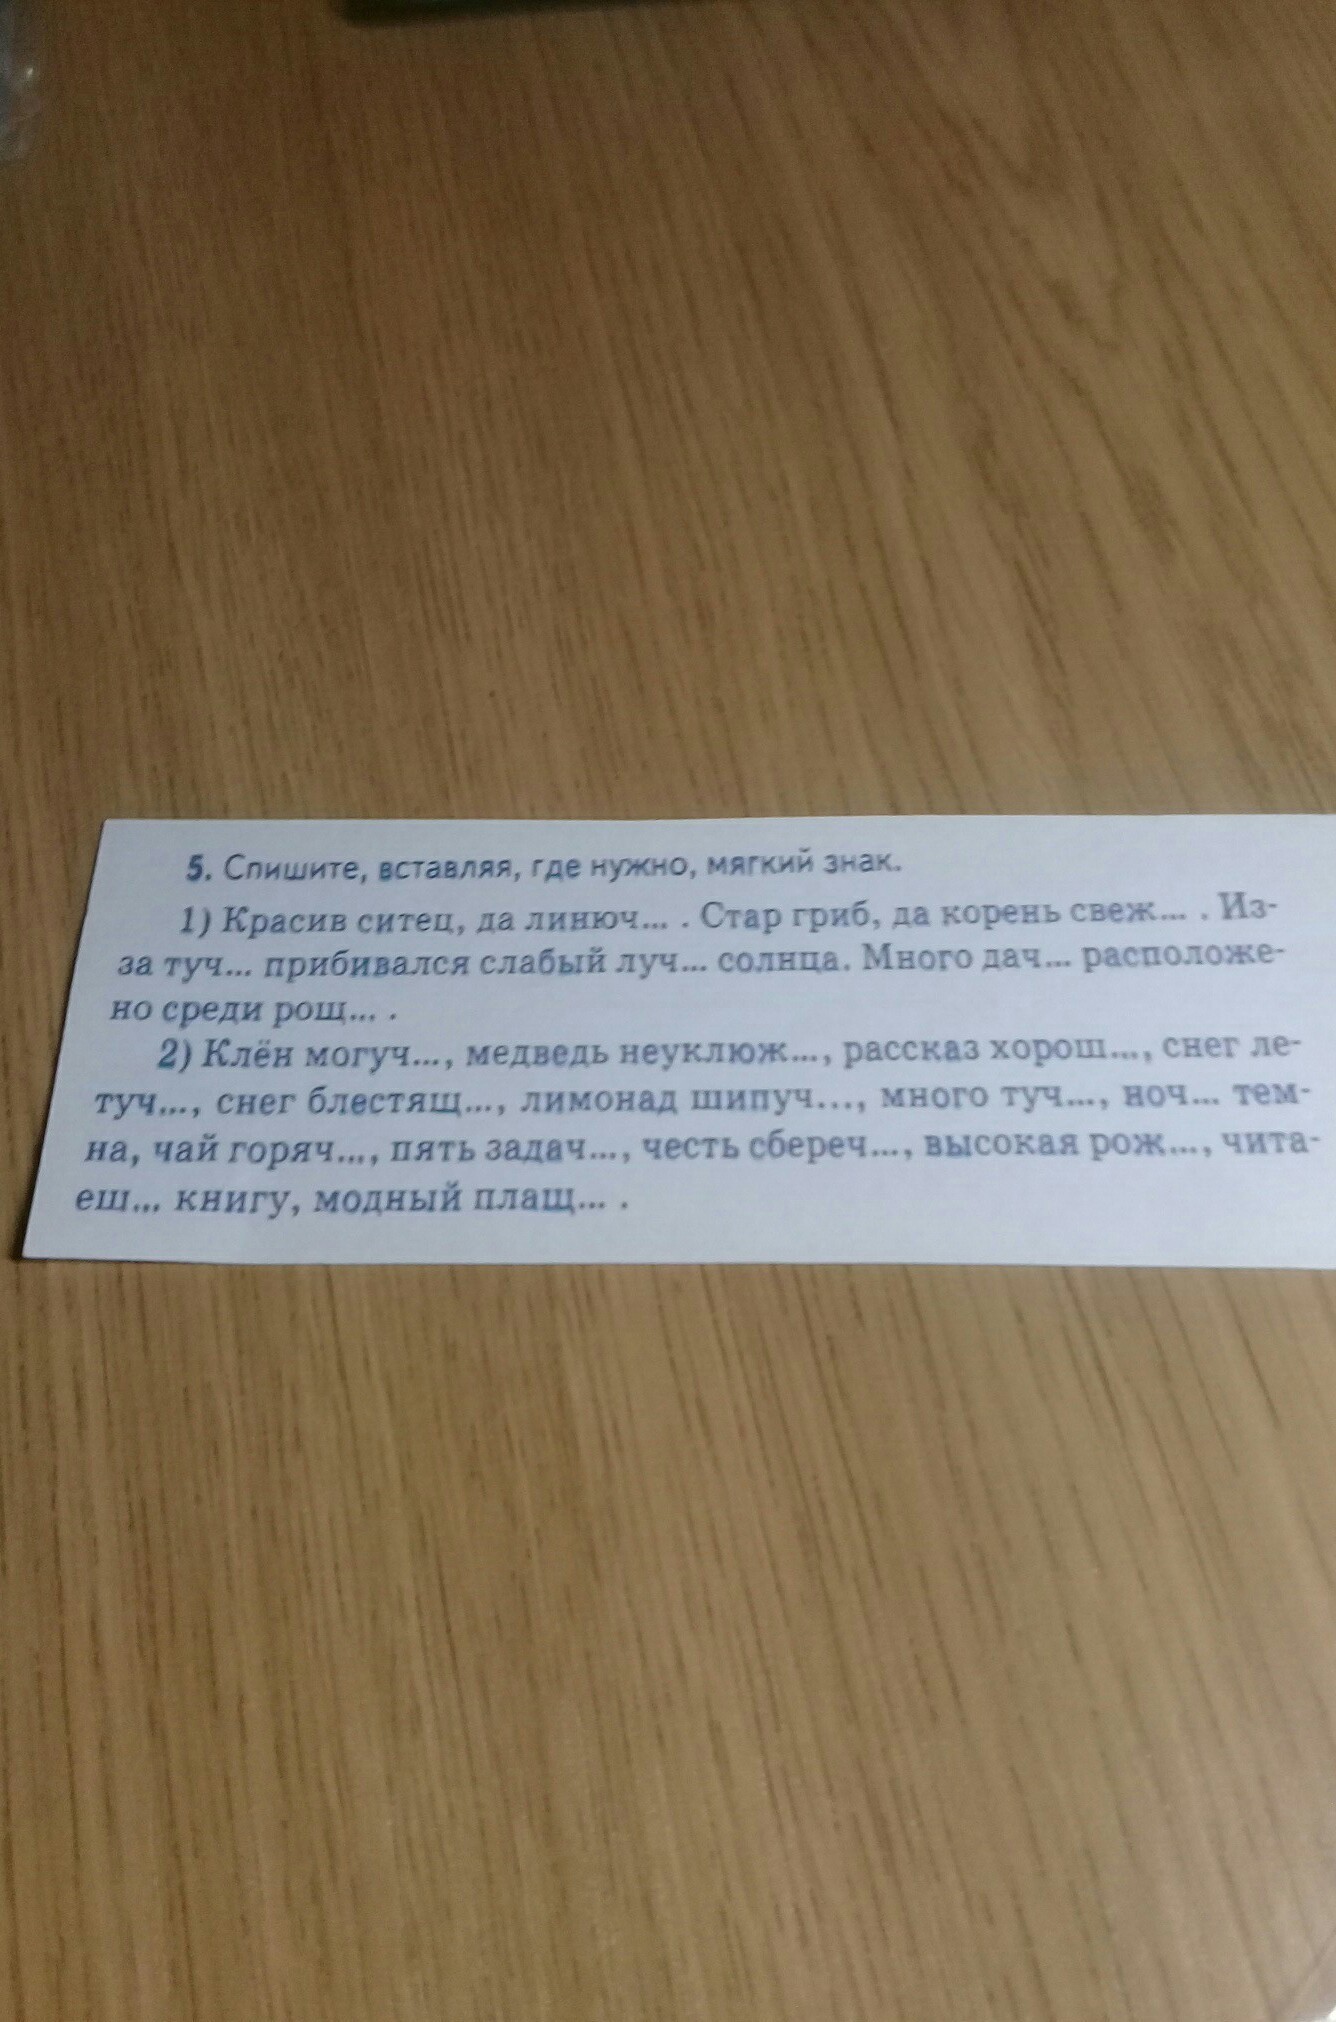 5. Спишите, вставляя, где нужно, мягкий знак.
1) Красив ситец, да линюч... . Стар гриб, да корень свеж... . Из-
за туч... прибивался слабый луч... солнца. Много дач... расположе-
но среди рощ... .
2) Клён могуч..., медведь неуклюж..., рассказ хорош..., снег ле-
туч..., снег блестящ..., лимонад шипуч..., много туч..., ноч... тем-
на, чай горяч..., пять задач..., честь сбереч..., высокая рож..., чита-
еш... книгу, модный плащ... .